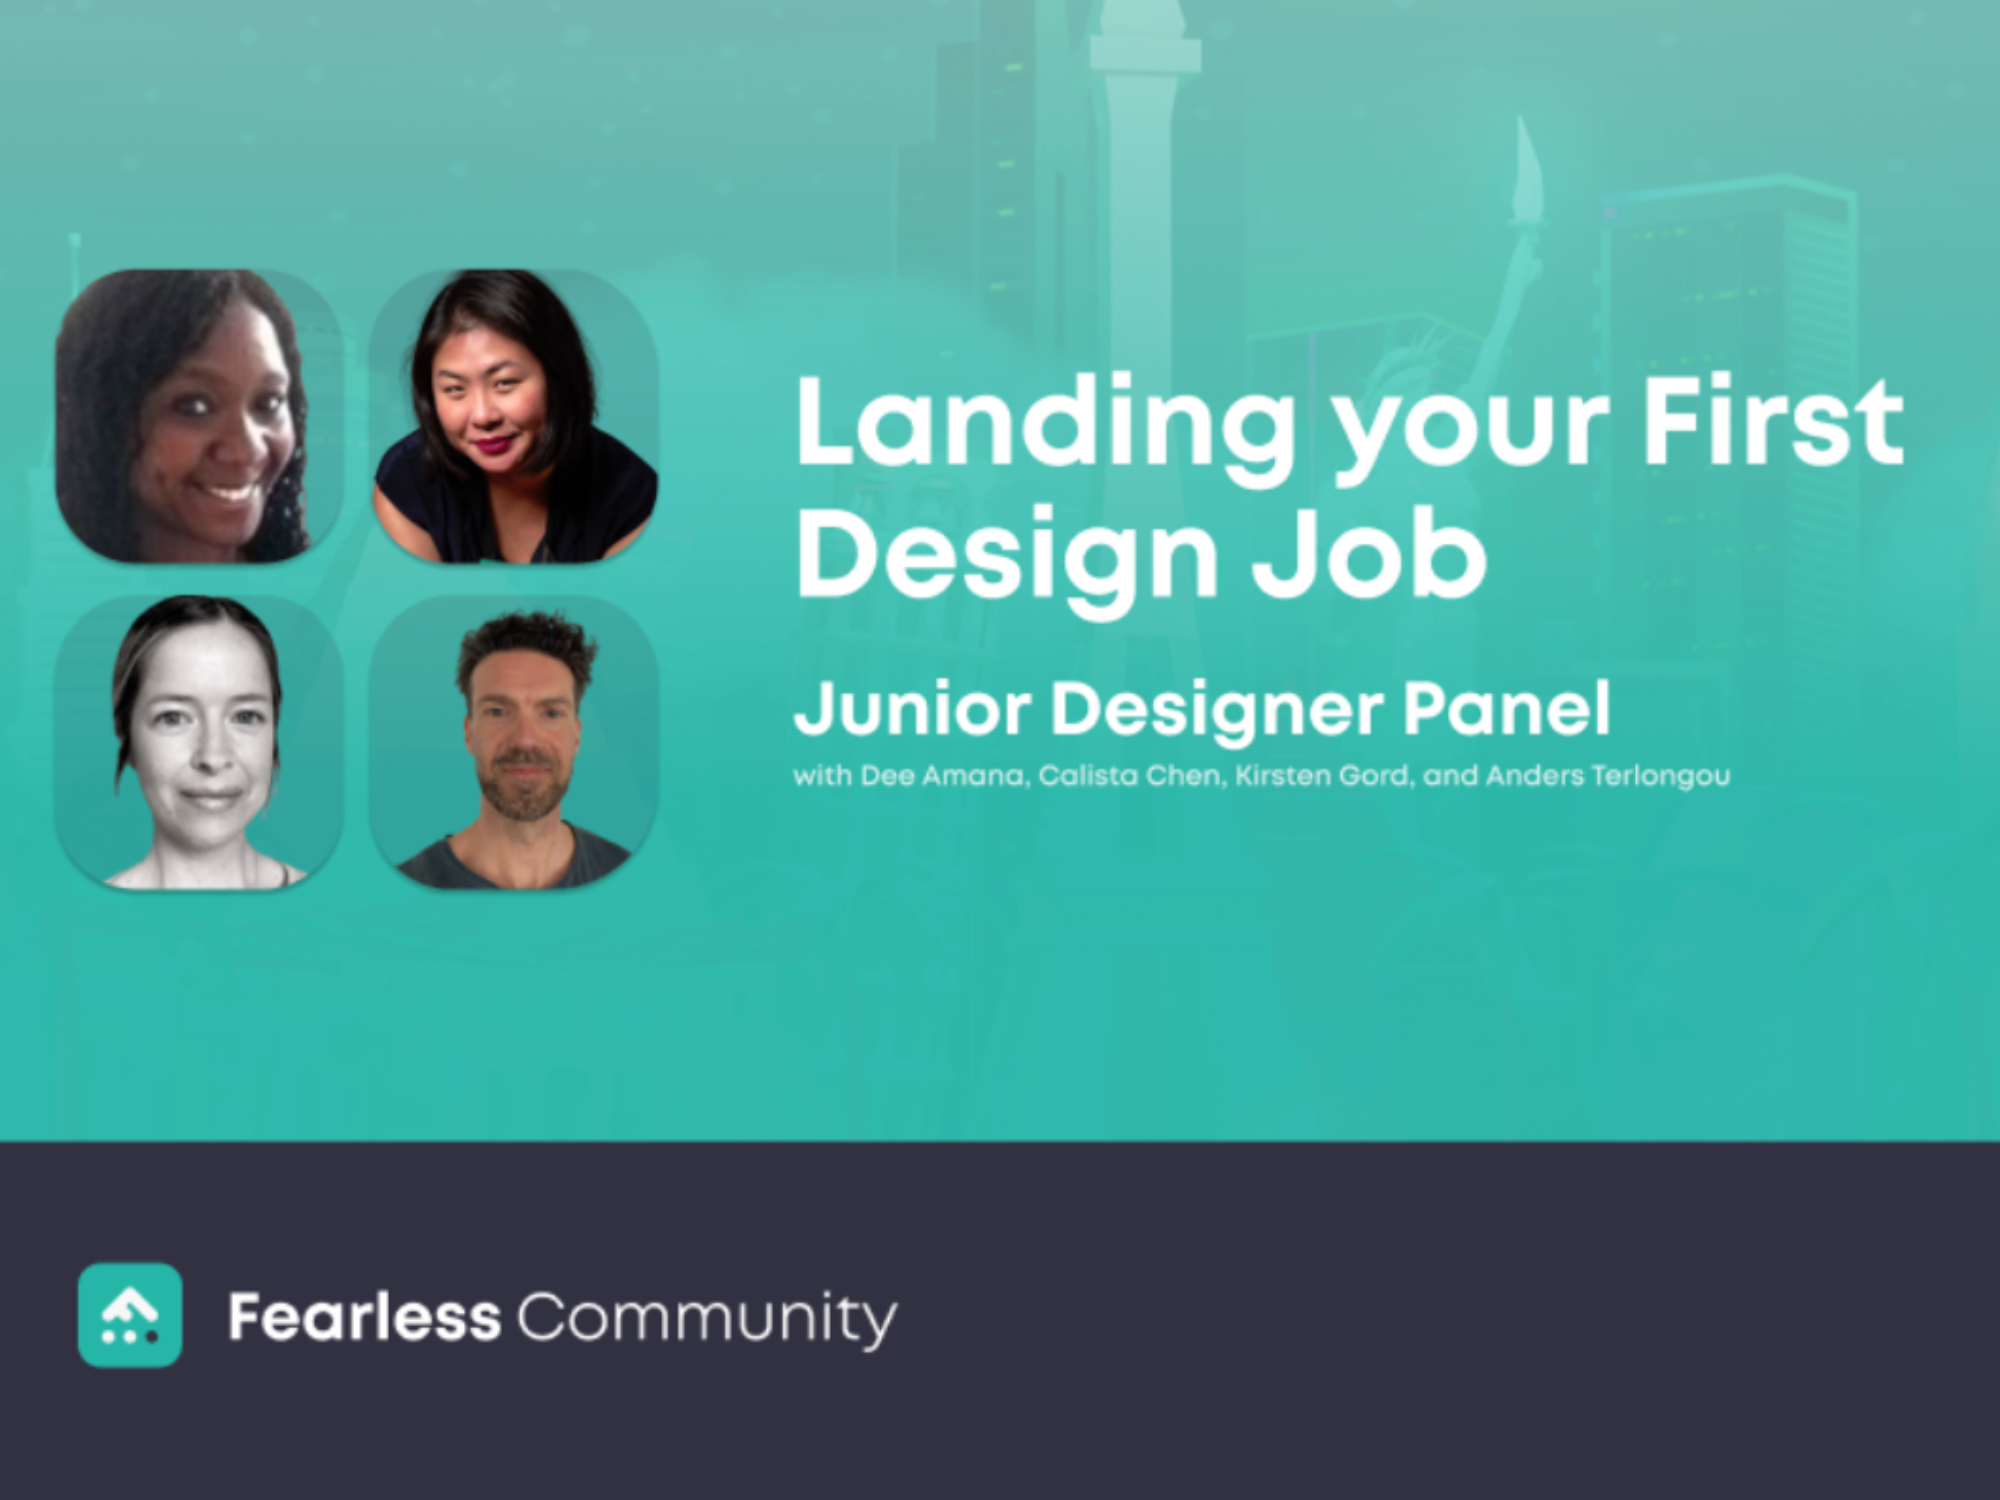 Landing your First
Design Job
Junior Designer Panel
with Dee Amana, Calista Chen, Kirsten Gord, and Anders Terlongou
Fearless Community